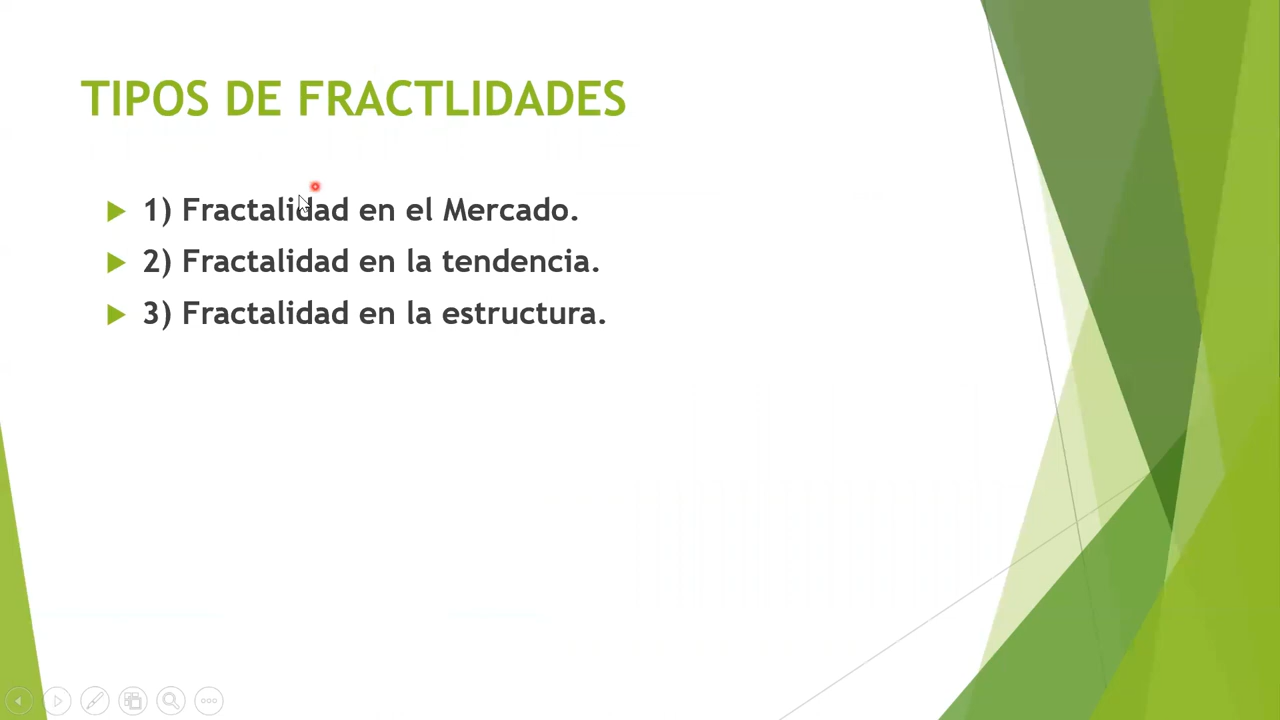 TIPOS DE FRACTLIDADES
1) Fractalidad en el Mercado.
2) Fractalidad en la tendencia.
3) Fractalidad en la estructura.